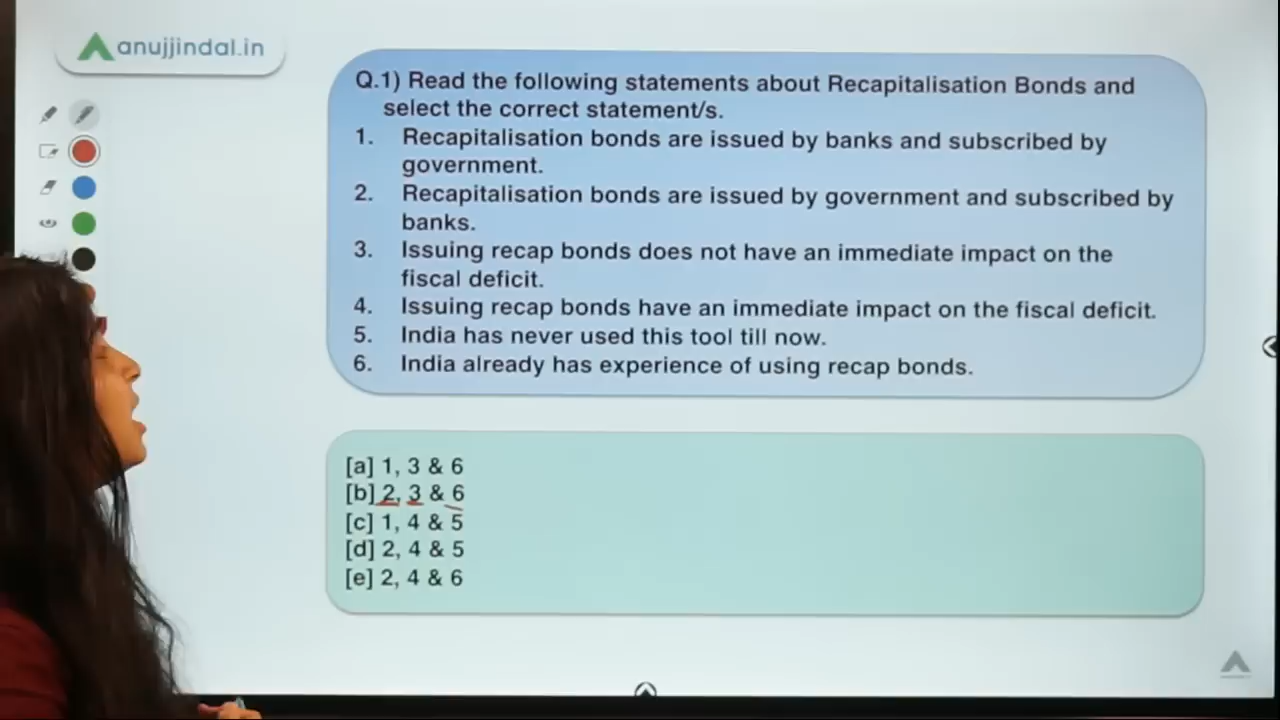 anujjindal.in
Q.1) Read the following statements about Recapitalisation Bonds and
select the correct statement/s.
1. Recapitalisation bonds are issued by banks and subscribed by
government.
2. Recapitalisation bonds are issued by government and subscribed by
banks.
3. Issuing recap bonds does not have an immediate impact on the
fiscal deficit.
4. Issuing recap bonds have an immediate impact on the fiscal deficit.
5. India has never used this tool till now.
6. India already has experience of using recap bonds.
[a] 1, 3 & 6
[b] 2, 3 & 6
[c] 1, 4 & 5
[d] 2, 4 & 5
[e] 2, 4 & 6